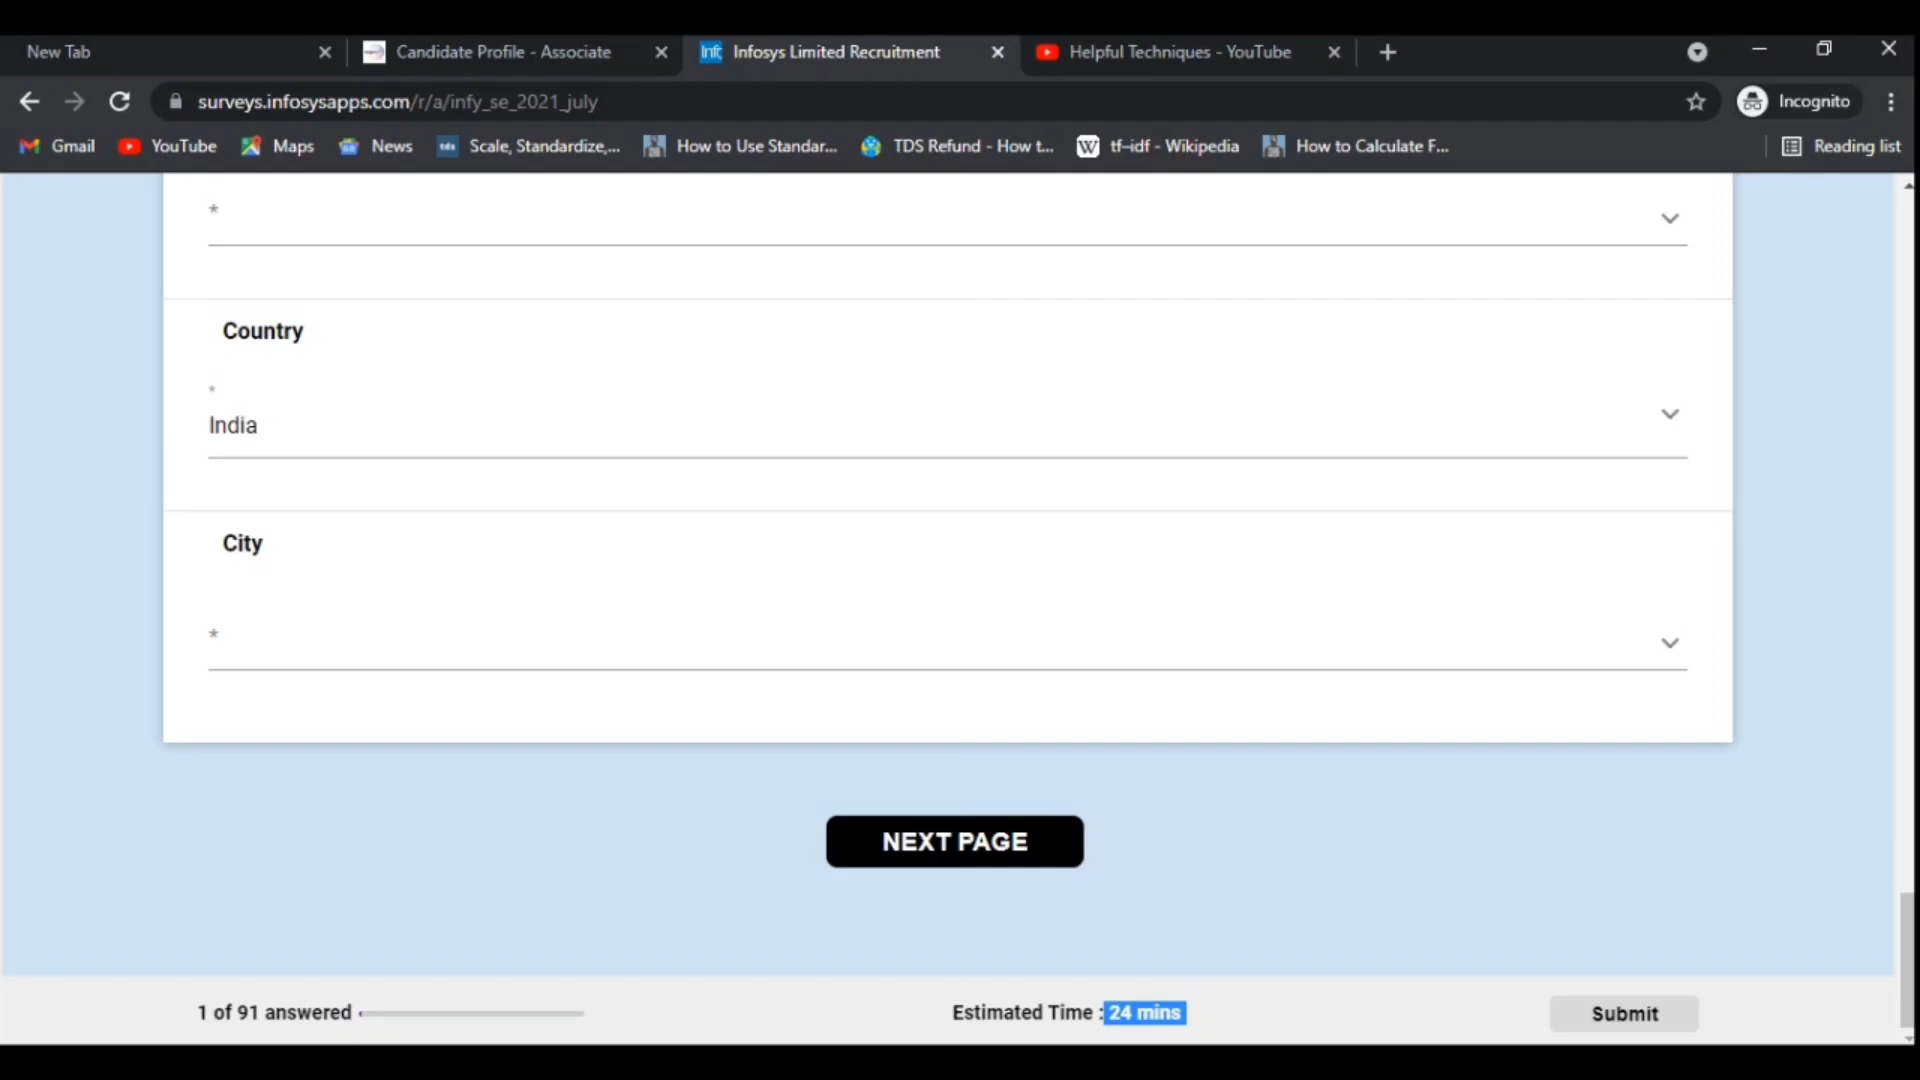 New Tab
Candidate Profile - Associate
Infosys Limited Recruitment
Helpful Techniques - YouTube
surveys.infosysapps.com/r/a/infy_se_2021_july
Incognito
Gmail
YouTube
Maps
News
Scale, Standardize,...
How to Use Standar...
TDS Refund - How t...
W tf-idf - Wikipedia
How to Calculate F...
Reading list
*
Country
*
India
City
*
NEXT PAGE
1 of 91 answered
Estimated Time : 24 mins
Submit